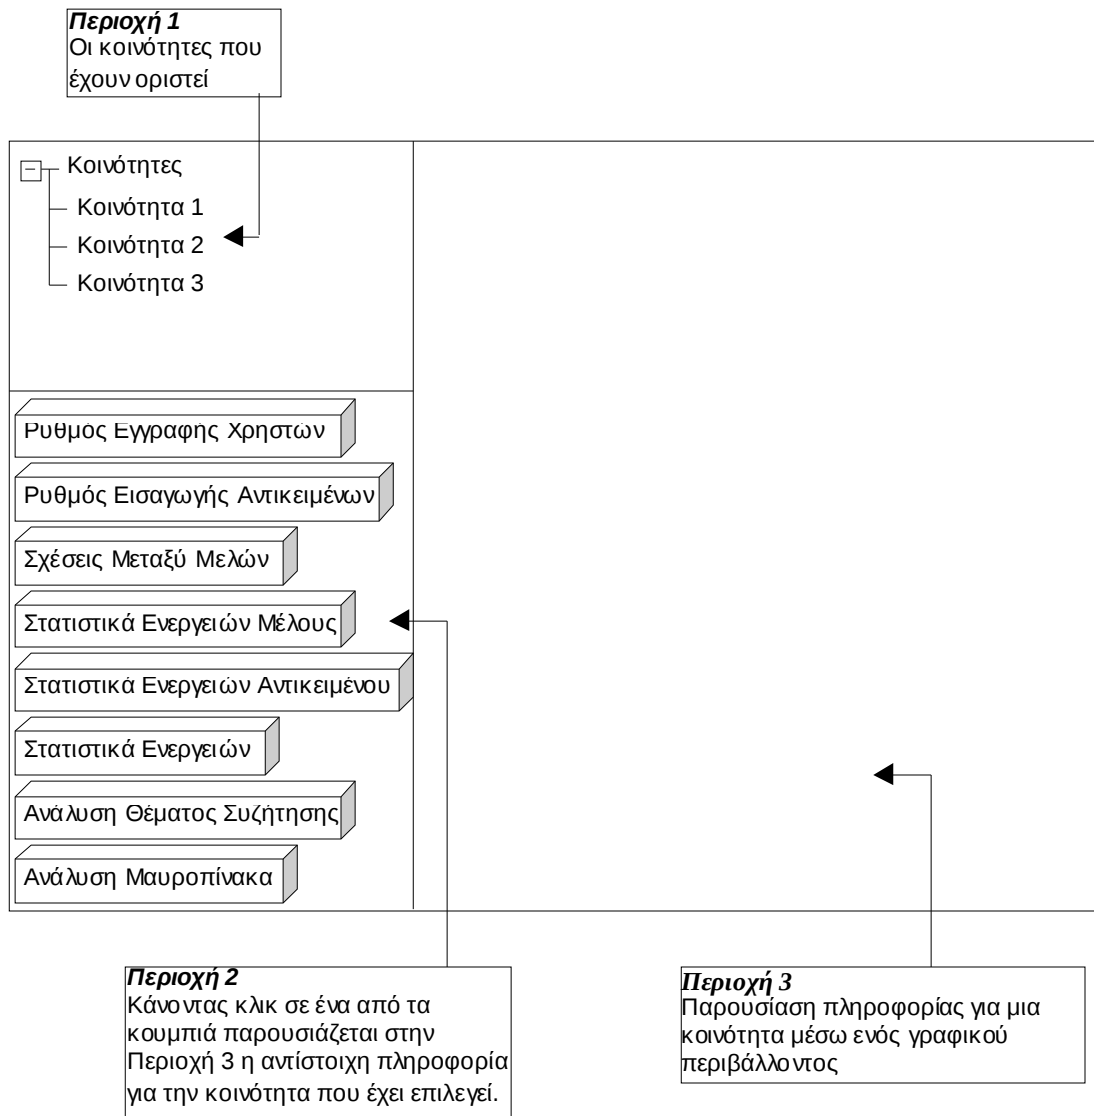 Περιοχή 1
Οι κοινότητες που
έχουν οριστεί
Κοινότητες
Κοινότητα 1
Κοινότητα 2
Κοινότητα 3
Ρυθμός Εγγραφής Χρηστών
Ρυθμός Εισαγωγής Αντικειμένων
Σχέσεις Μεταξύ Μελών
Στατιστικά Ενεργειών Μέλους
Στατιστικά Ενεργειών Αντικειμένου
Στατιστικά Ενεργειών
Ανάλυση Θέματος Συζήτησης
Ανάλυση Μαυροπίνακα
Περιοχή 2
Κάνοντας κλικ σε ένα από τα
κουμπιά παρουσιάζεται στην
Περιοχή 3 η αντίστοιχη πληροφορία
για την κοινότητα που έχει επιλεγεί.
Περιοχή 3
Παρουσίαση πληροφορίας για μια
κοινότητα μέσω ενός γραφικού
περιβάλλοντος